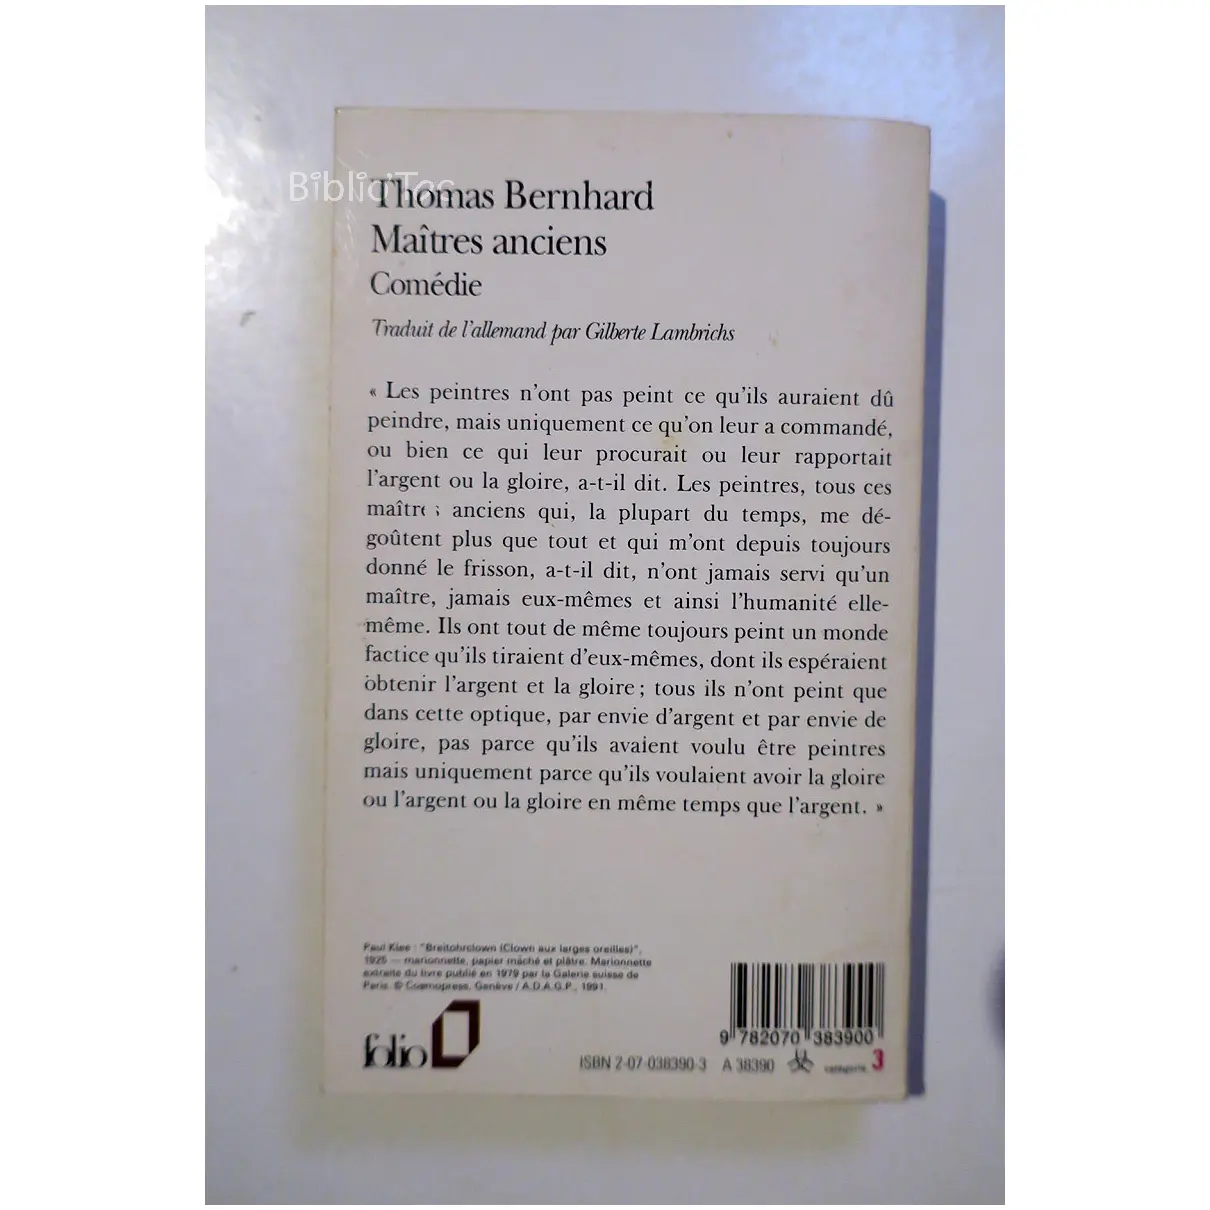 Biblio'Tac
Thomas Bernhard
Maîtres anciens
Comédie
Traduit de l'allemand par Gilberte Lambrichs
« Les peintres n'ont pas peint ce qu'ils auraient dû
peindre, mais uniquement ce qu'on leur a commandé,
ou bien ce qui leur procurait ou leur rapportait
l'argent ou la gloire, a-t-il dit. Les peintres, tous ces
maîtres anciens qui, la plupart du temps, me dé-
goûtent plus que tout et qui m'ont depuis toujours
donné le frisson, a-t-il dit, n'ont jamais servi qu'un
maître, jamais eux-mêmes et ainsi l'humanité elle-
même. Ils ont tout de même toujours peint un monde
factice qu'ils tiraient d'eux-mêmes, dont ils espéraient
obtenir l'argent et la gloire ; tous ils n'ont peint que
dans cette optique, par envie d'argent et par envie de
gloire, pas parce qu'ils avaient voulu être peintres
mais uniquement parce qu'ils voulaient avoir la gloire
ou l'argent ou la gloire en même temps que l'argent. »
Paul Klee : "Breitohrclown (Clown aux larges oreilles)",
1925 — marionnette, papier mâché et plâtre. Marionnette
extraite du livre publié en 1979 par la Galerie suisse de
Paris. © Cosmopress, Genève / A.D.A.G.P., 1991.
folio
9 782070 383900
ISBN 2-07-038390-3 A 38390 catégorie 3